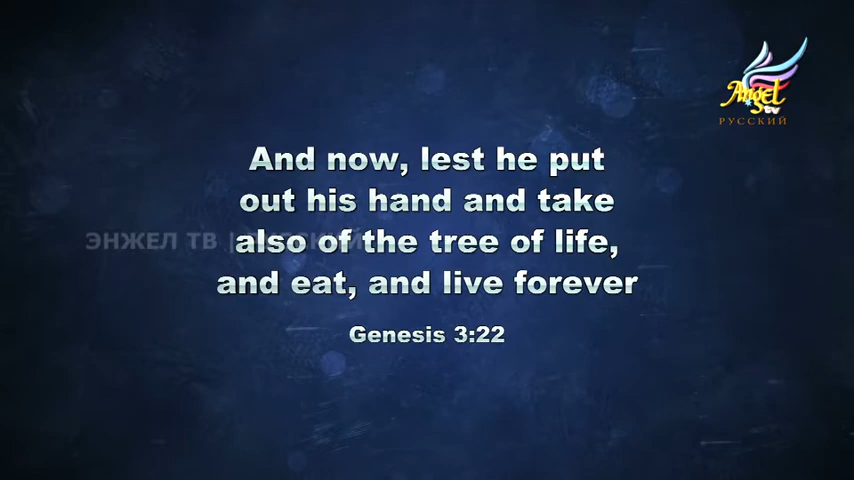 Angel
tv
РУССКИЙ
And now, lest he put
out his hand and take
ЭНЖЕЛ ТВ |
also of the tree of life,
and eat, and live forever
Genesis 3:22